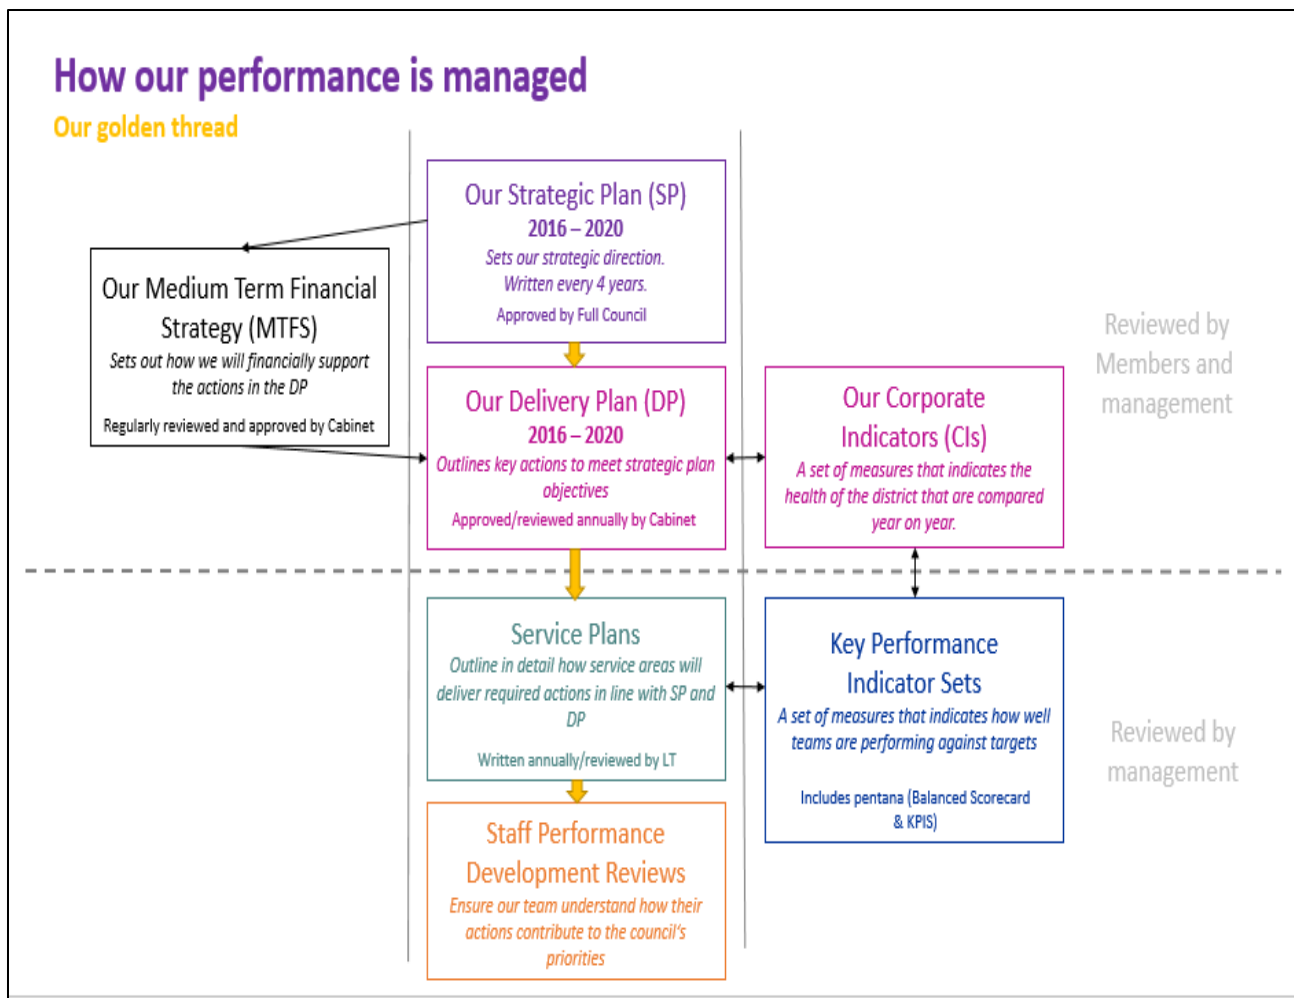 How our performance is managed
Our golden thread
Our Strategic Plan (SP)
2016 – 2020
Sets our strategic direction.
Written every 4 years.
Approved by Full Council
Our Medium Term Financial
Strategy (MTFS)
Sets out how we will financially support
the actions in the DP
Regularly reviewed and approved by Cabinet
Our Delivery Plan (DP)
2016 – 2020
Outlines key actions to meet strategic plan
objectives
Approved/reviewed annually by Cabinet
Our Corporate
Indicators (CIs)
A set of measures that indicates the
health of the district that are compared
year on year.
Reviewed by
Members and
management
Service Plans
Outline in detail how service areas will
deliver required actions in line with SP and
DP
Written annually/reviewed by LT
Key Performance
Indicator Sets
A set of measures that indicates how well
teams are performing against targets
Includes pentana (Balanced Scorecard
& KPIS)
Reviewed by
management
Staff Performance
Development Reviews
Ensure our team understand how their
actions contribute to the council's
priorities